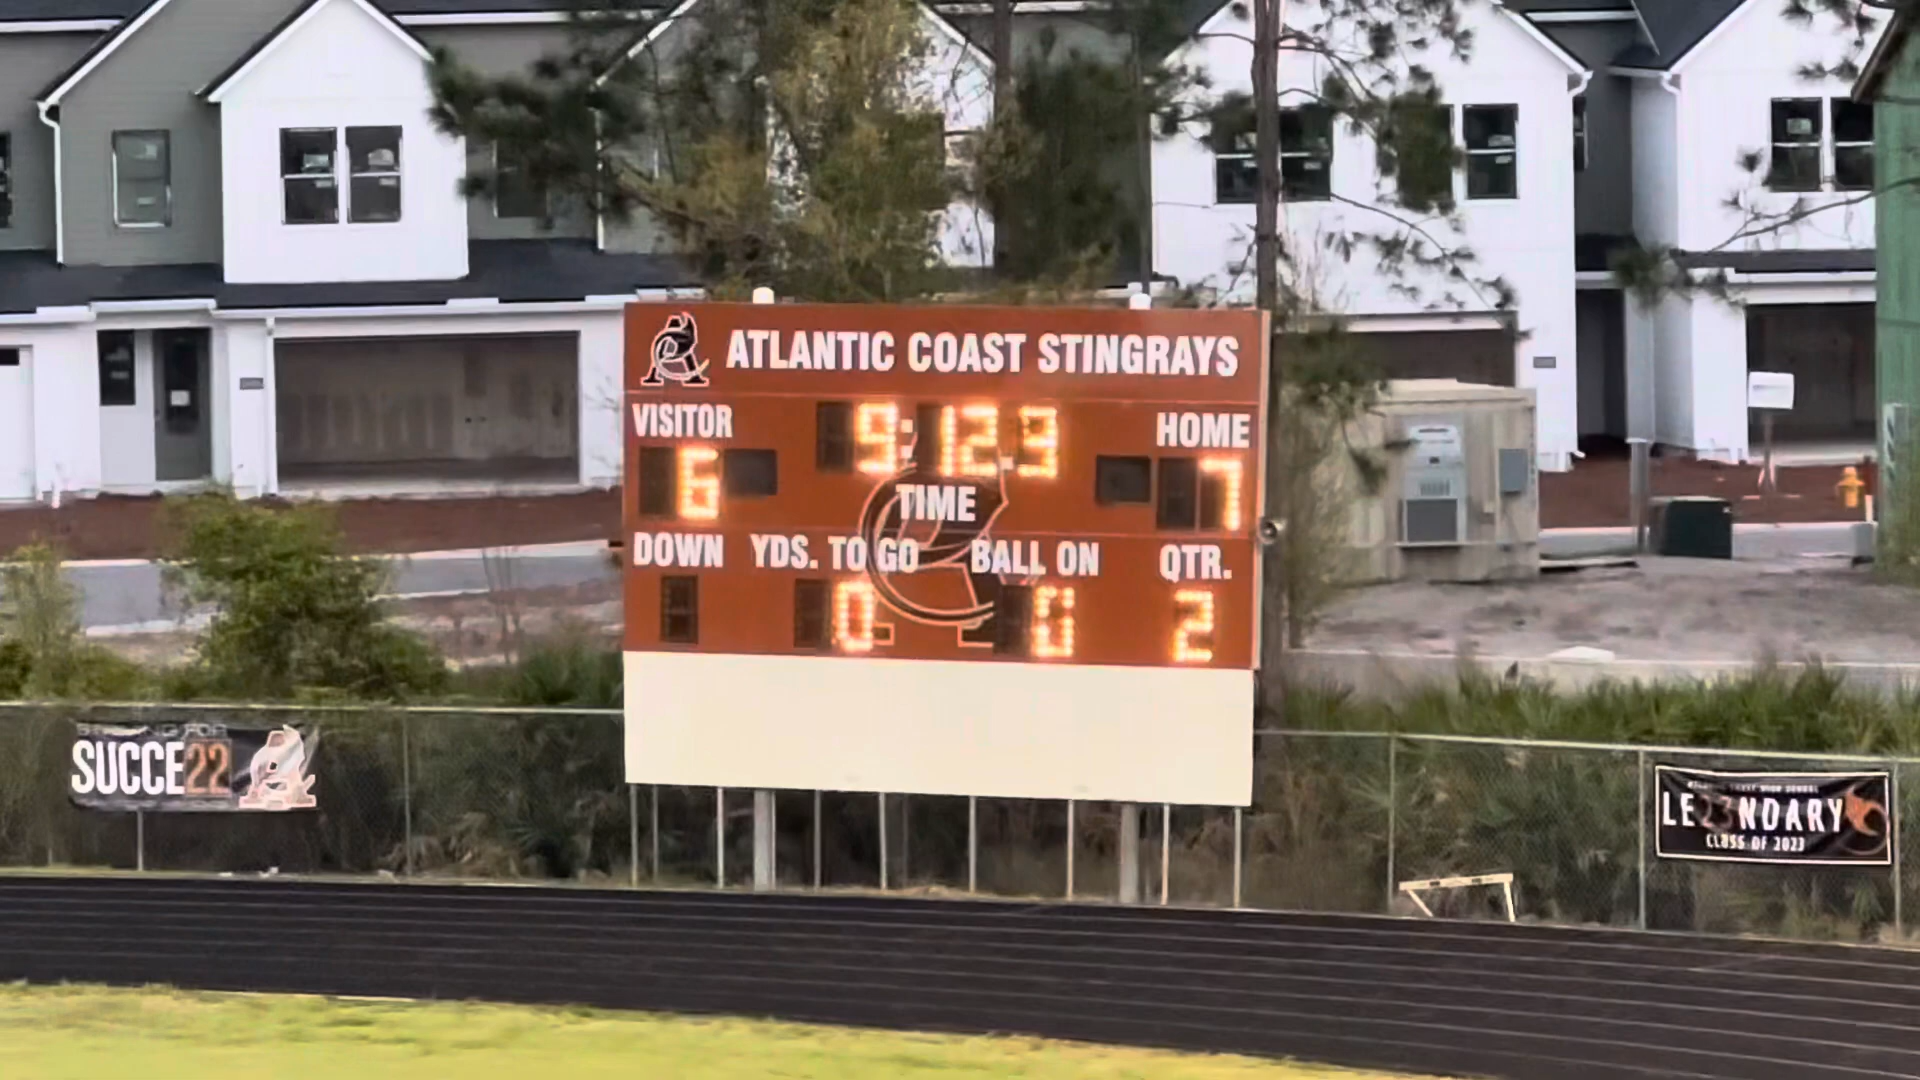 ATLANTIC COAST STINGRAYS
VISITOR 9:12.9 HOME
6 TIME 7
DOWN YDS. TO GO BALL ON QTR.
0 2
SUCCE22
LE23NDARY
CLASS OF 2023